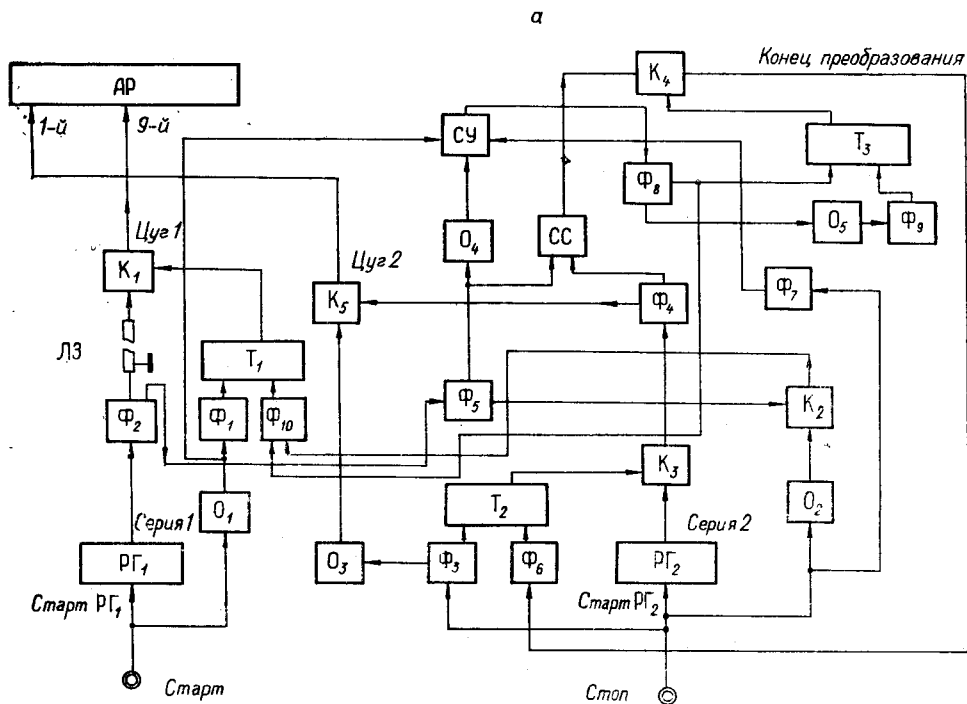 а
Конец преобразования
АР
К₄
1-й
9-й
СУ
Т₃
Ф₈
Цуг 1
О₄
СС
О₅
Ф₉
К₁
Цуг 2
К₅
Ф₄
Ф₇
ЛЗ
Т₁
Ф₅
К₂
Ф₂
Ф₁
Ф₁₀
К₃
О₁
Т₂
О₂
Серия 1
Серия 2
РГ₁
О₃
Ф₃
Ф₆
РГ₂
Старт РГ₁
Старт РГ₂
Старт
Стоп